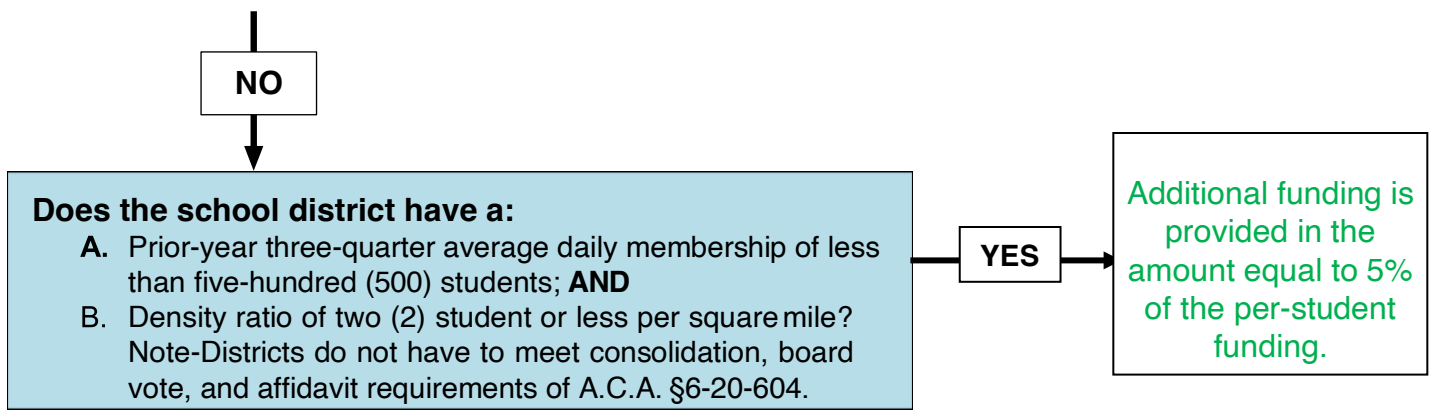 NO
Does the school district have a:
A. Prior-year three-quarter average daily membership of less
than five-hundred (500) students; AND
B. Density ratio of two (2) student or less per square mile?
Note-Districts do not have to meet consolidation, board
vote, and affidavit requirements of A.C.A. §6-20-604.
YES
Additional funding is
provided in the
amount equal to 5%
of the per-student
funding.